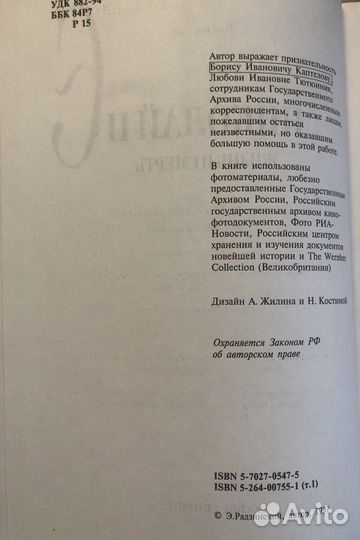 УДК 882-94
ББК 84Р7
Р 15
Автор выражает признательность
Борису Ивановичу Каптелову,
Любови Ивановне Тютюнник,
сотрудникам Государственного
Архива России, многочисленным
корреспондентам, а также лицам,
пожелавшим остаться
неизвестными, но оказавшим
большую помощь в этой работе.
В книге использованы
фотоматериалы, любезно
предоставленные Государственным
Архивом России, Российским
государственным архивом кино-
фотодокументов, Фото РИА-
Новости, Российским центром
хранения и изучения документов
новейшей истории и The Wernher
Collection (Великобритания)
Дизайн А. Жилина и Н. Костиной
Охраняется Законом РФ
об авторском праве
ISBN 5-7027-0547-5
ISBN 5-264-00755-1 (т.1)
© Э.Радзинский, автор
Avito